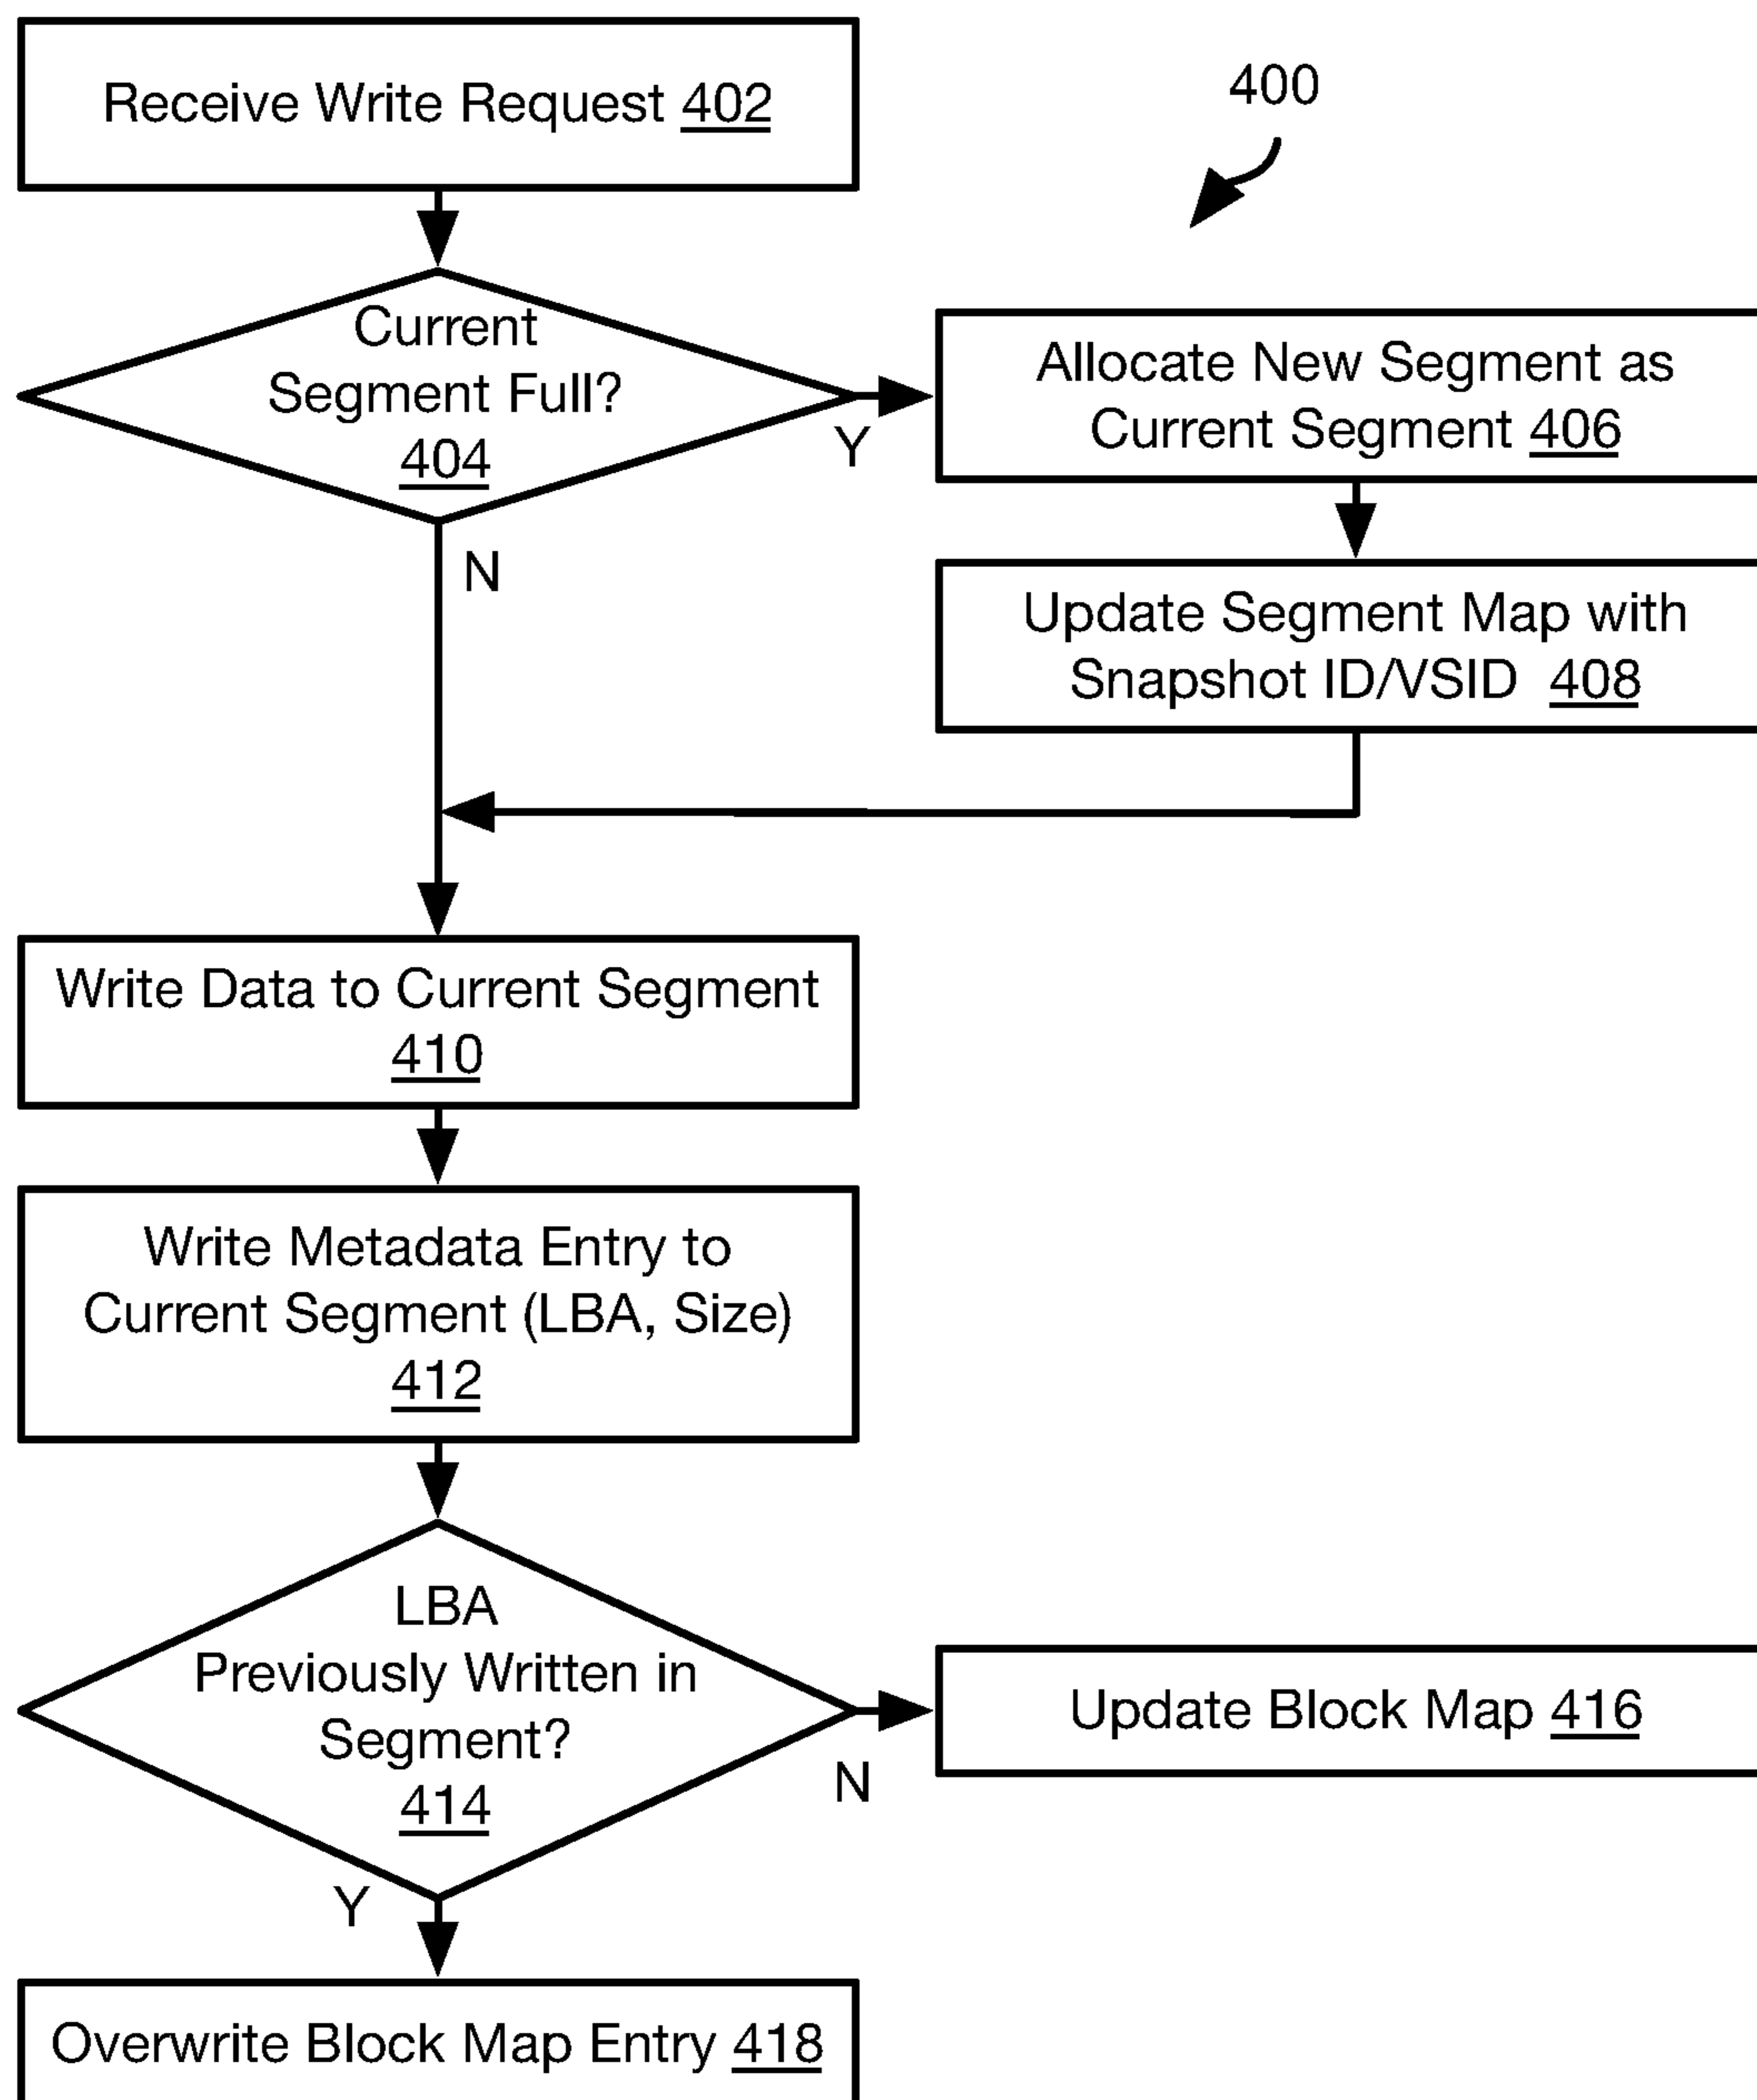 Receive Write Request 402
400
Current
Segment Full?
404
Y
N
Allocate New Segment as
Current Segment 406
Update Segment Map with
Snapshot ID/VSID 408
Write Data to Current Segment
410
Write Metadata Entry to
Current Segment (LBA, Size)
412
LBA
Previously Written in
Segment?
414
N
Y
Update Block Map 416
Overwrite Block Map Entry 418